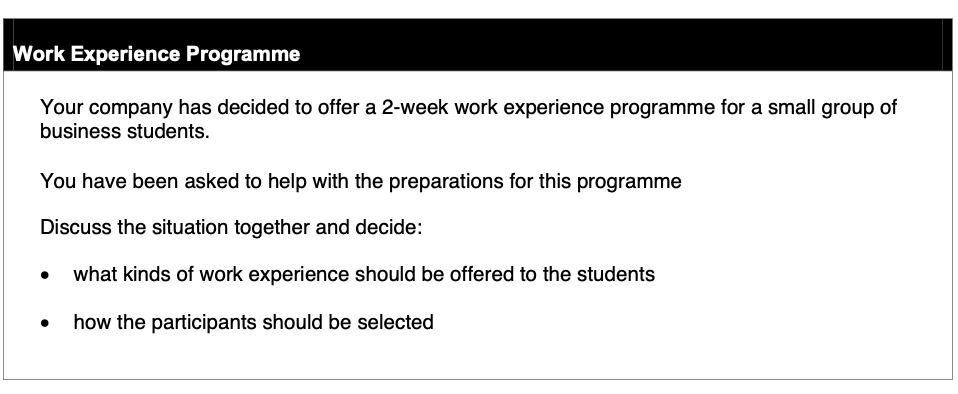 Work Experience Programme
Your company has decided to offer a 2-week work experience programme for a small group of
business students.
You have been asked to help with the preparations for this programme
Discuss the situation together and decide:
• what kinds of work experience should be offered to the students
• how the participants should be selected